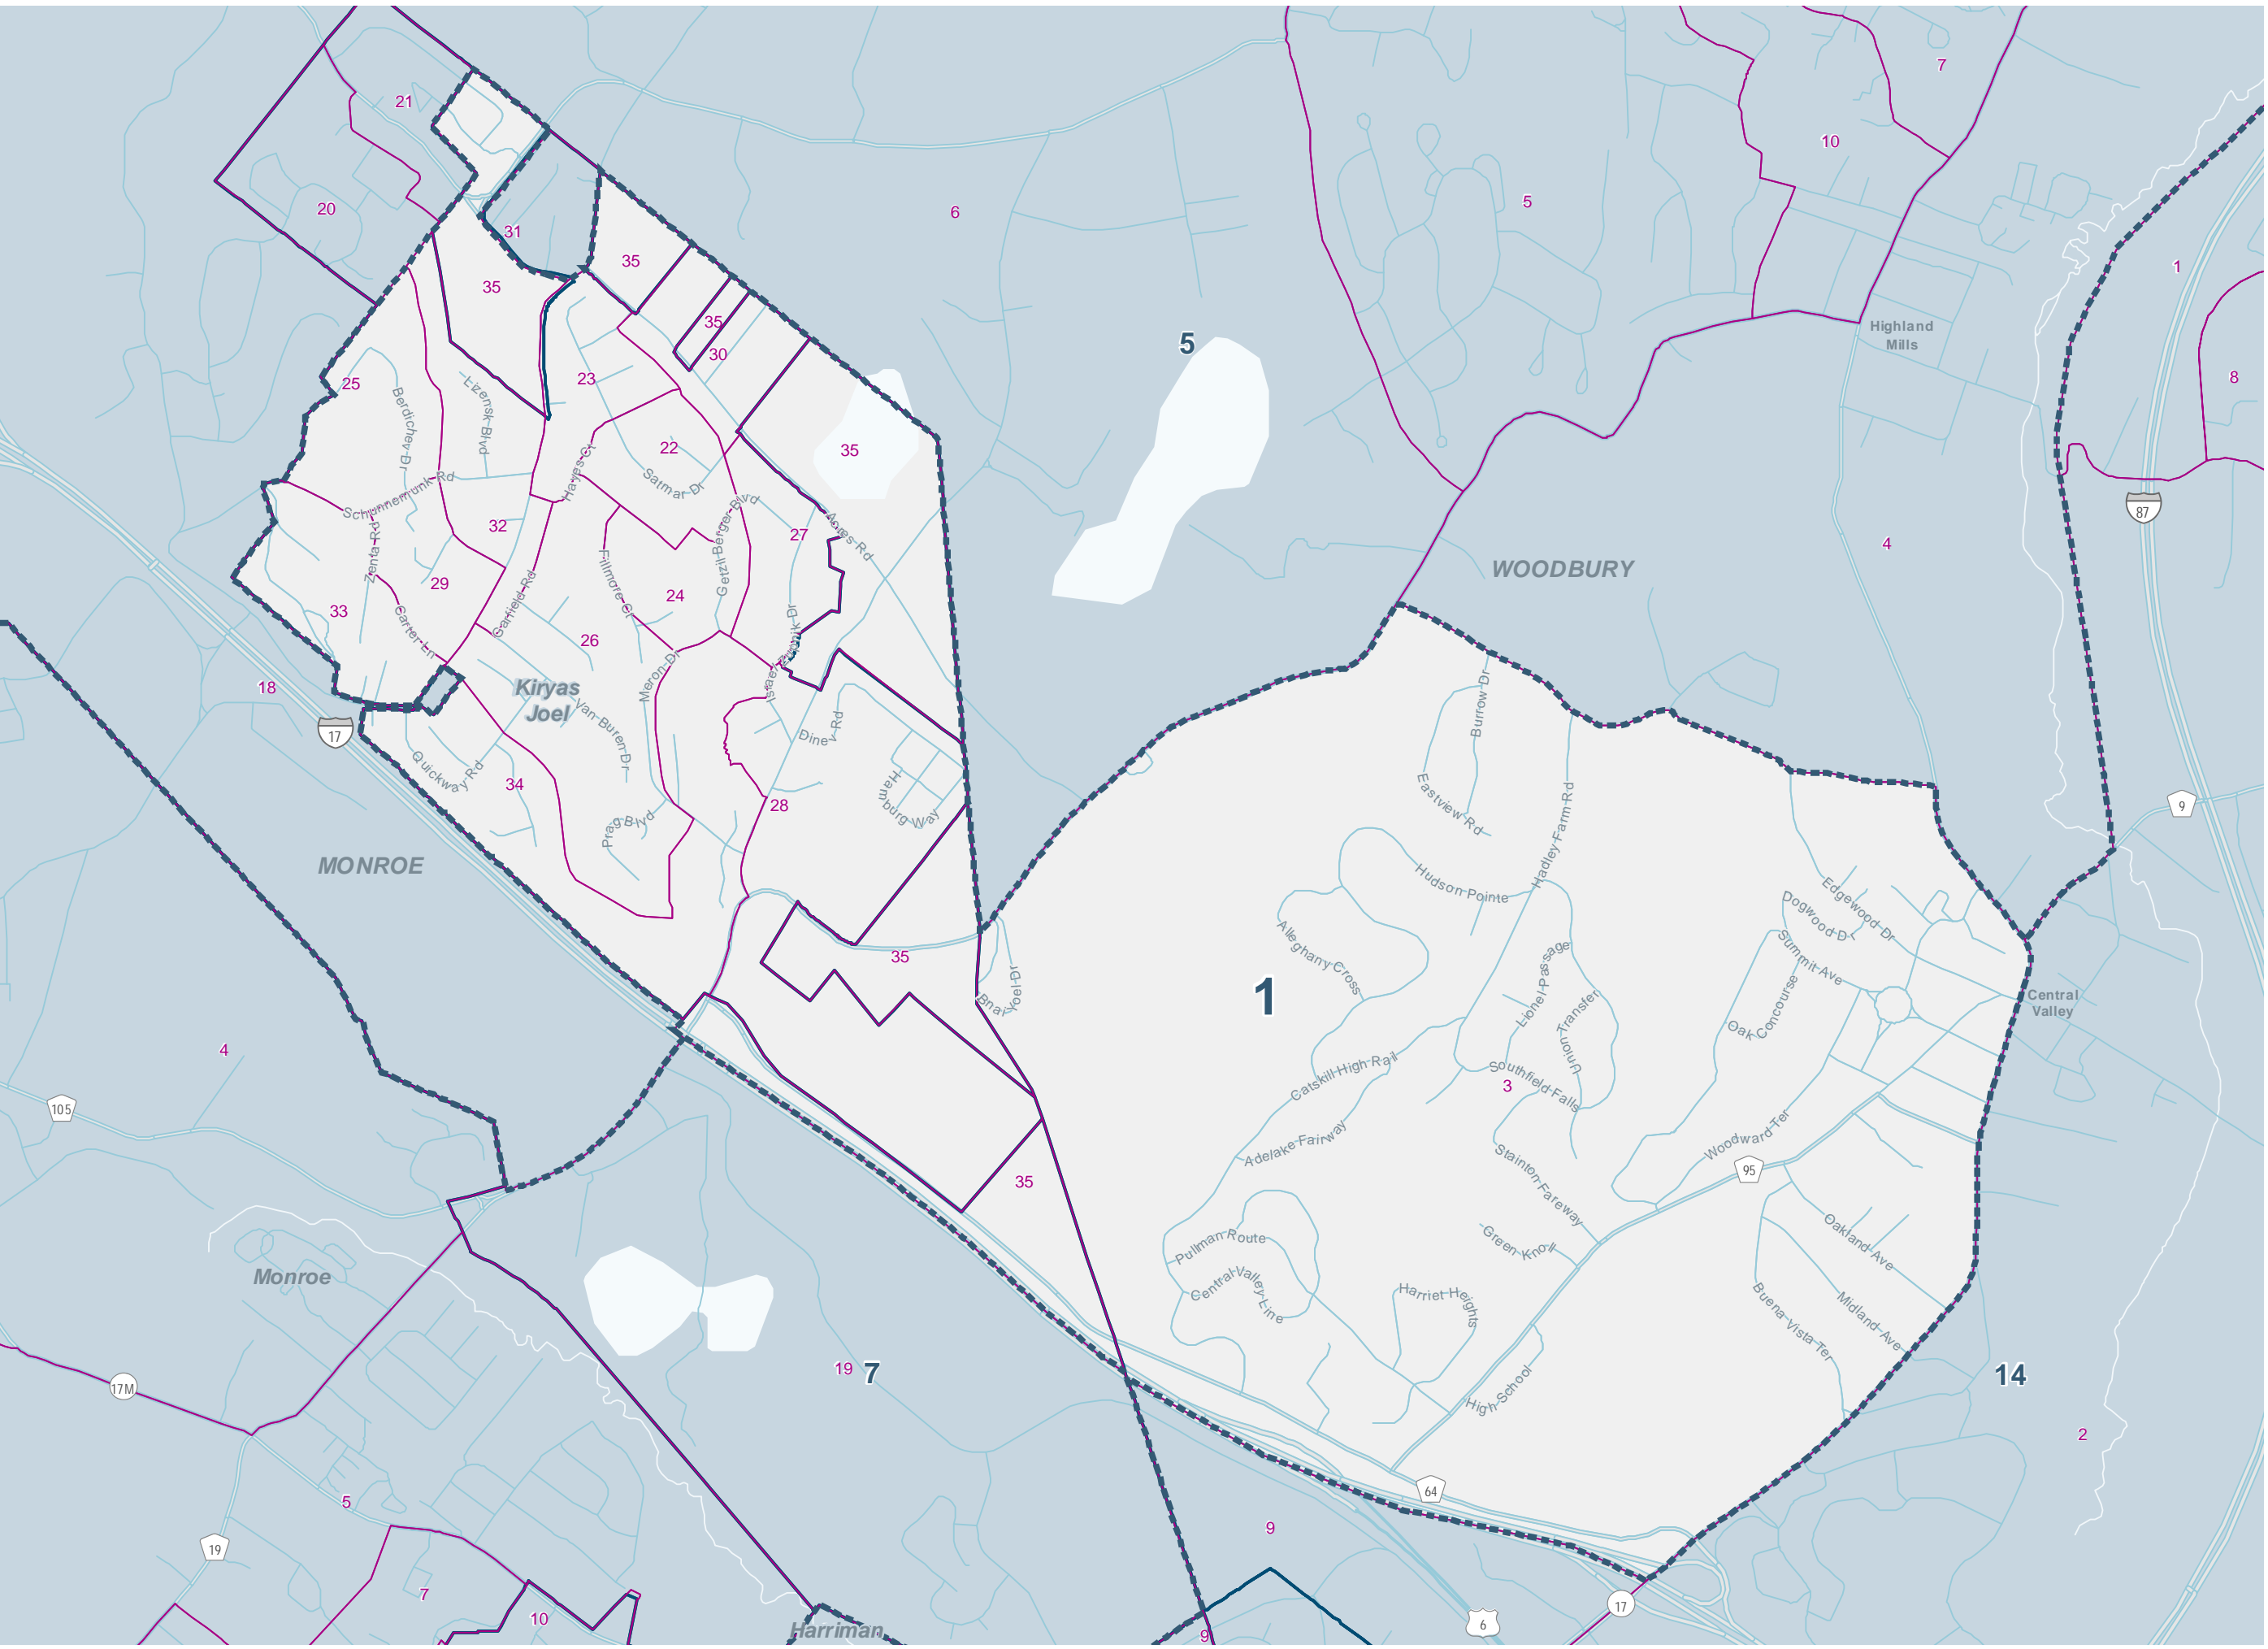 7
21
10
20
6
5
31
35
1
35
35
Highland
Mills
5
35
30
23
8
25
Berdichev Dr
Lizensk Blvd
22
35
Hayes Ct
Satmar Dr
Schunnemunk Rd
87
Getzil Berger Blvd
Acres Rd
32
27
4
Zenta Rd
WOODBURY
29
Fillmore Ct
24
33
Garfield Rd
Carter Ln
26
Israel Zupnik Dr
Meron Dr
18
Kiryas
Joel
Burrow Dr
17
Van Buren Dr
Dinev Rd
Quickway Rd
34
28
Hamburg Way
Eastview Rd
Hadley Farm Rd
9
Prag Blvd
MONROE
Hudson Pointe
Edgewood Dr
Dogwood Dr
Alleghany Cross
Summit Ave
35
Lionel Passage
Bnai Yoel Dr
1
Oak Concourse
Central
Valley
Union Transfer
4
Catskill High Rail
Southfield Falls
3
105
Adelake Fairway
Woodward Ter
95
35
Stainton Fareway
Pullman Route
Green Knoll
Oakland Ave
Monroe
Central Valley Line
Harriet Heights
Buena Vista Ter
Midland Ave
19
7
14
17M
High School
2
64
5
9
19
7
10
17
6
Harriman
9